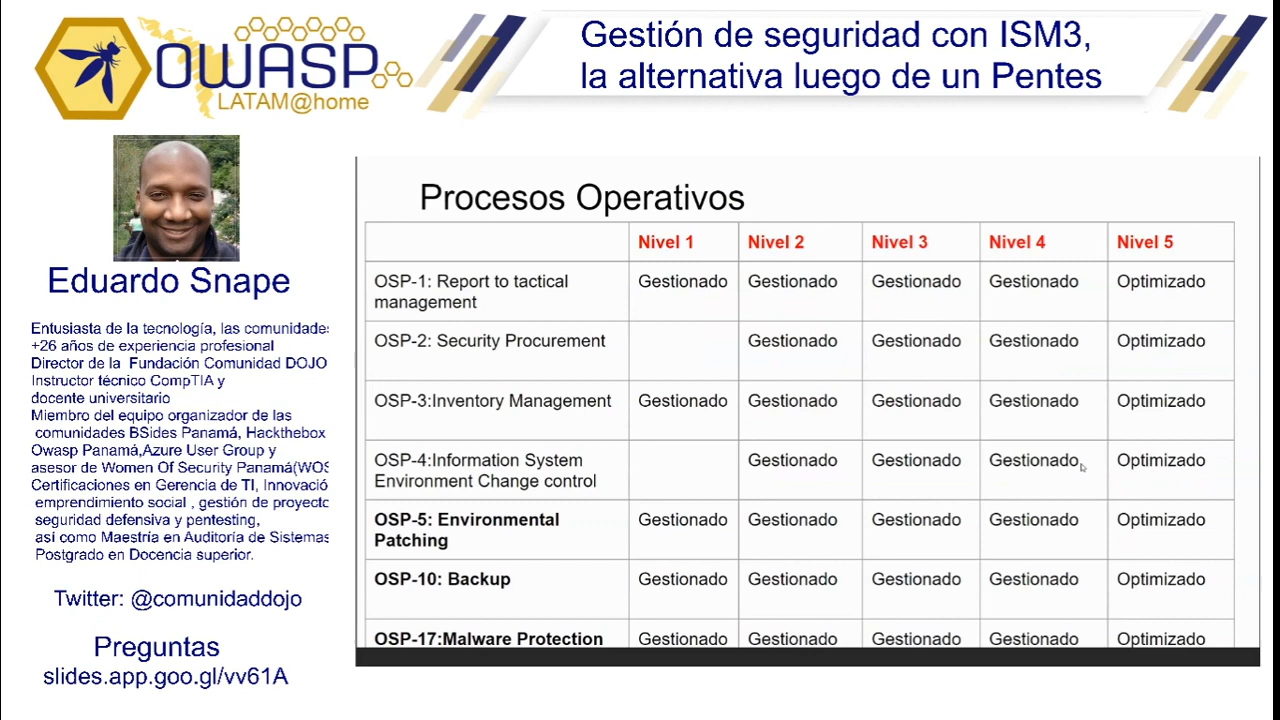 OWASP
LATAM@home
Gestión de seguridad con ISM3,
la alternativa luego de un Pentes
Eduardo Snape
Entusiasta de la tecnología, las comunidades
+26 años de experiencia profesional
Director de la Fundación Comunidad DOJO
Instructor técnico CompTIA y
docente universitario
Miembro del equipo organizador de las
comunidades BSides Panamá, Hackthebox
Owasp Panamá,Azure User Group y
asesor de Women Of Security Panamá(WOS
Certificaciones en Gerencia de TI, Innovació
emprendimiento social , gestión de proyecto
seguridad defensiva y pentesting,
así como Maestría en Auditoría de Sistemas
Postgrado en Docencia superior.
Twitter: @comunidaddojo
Preguntas
slides.app.goo.gl/vv61A
Procesos Operativos
Nivel 1 Nivel 2 Nivel 3 Nivel 4 Nivel 5
OSP-1: Report to tactical Gestionado Gestionado Gestionado Gestionado Optimizado
management
OSP-2: Security Procurement Gestionado Gestionado Gestionado Optimizado
OSP-3:Inventory Management Gestionado Gestionado Gestionado Gestionado Optimizado
OSP-4:Information System Gestionado Gestionado Gestionado Optimizado
Environment Change control
OSP-5: Environmental Gestionado Gestionado Gestionado Gestionado Optimizado
Patching
OSP-10: Backup Gestionado Gestionado Gestionado Gestionado Optimizado
OSP-17:Malware Protection Gestionado Gestionado Gestionado Gestionado Optimizado